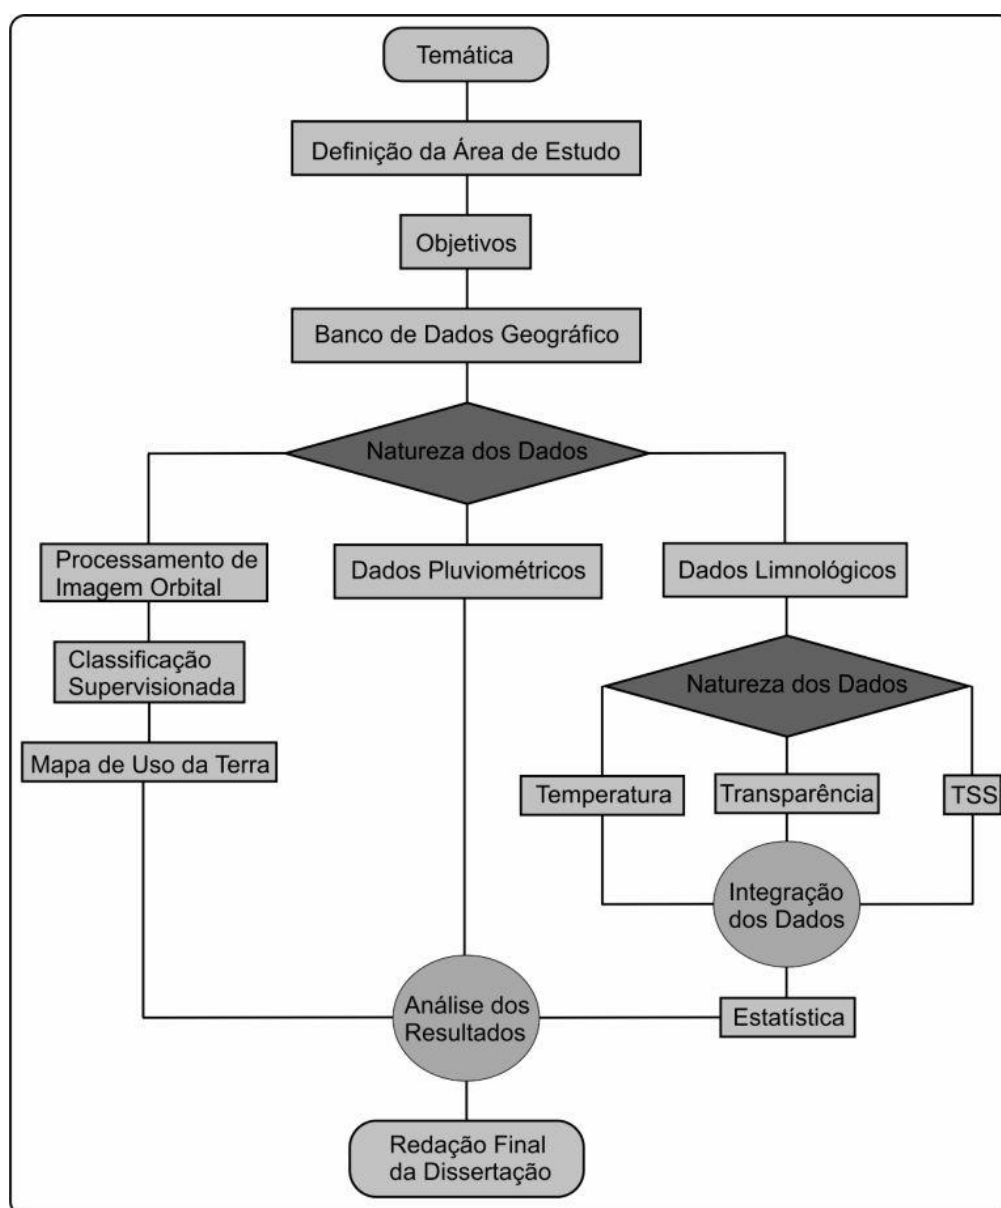 Temática
Definição da Área de Estudo
Objetivos
Banco de Dados Geográfico
Natureza dos Dados
Processamento de
Imagem Orbital
Dados Pluviométricos
Dados Limnológicos
Classificação
Supervisionada
Natureza dos Dados
Mapa de Uso da Terra
Temperatura
Transparência
TSS
Integração
dos Dados
Análise dos
Resultados
Estatística
Redação Final
da Dissertação